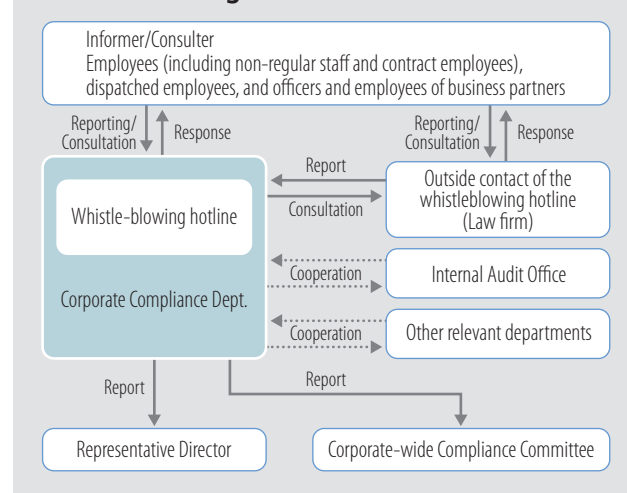 Informer/Consulter
Employees (including non-regular staff and contract employees),
dispatched employees, and officers and employees of business partners
Reporting/
Consultation
Response
Reporting/
Consultation
Response
Whistle-blowing hotline
Corporate Compliance Dept.
Report
Consultation
Outside contact of the
whistleblowing hotline
(Law firm)
Cooperation
Internal Audit Office
Cooperation
Other relevant departments
Report
Report
Representative Director
Corporate-wide Compliance Committee